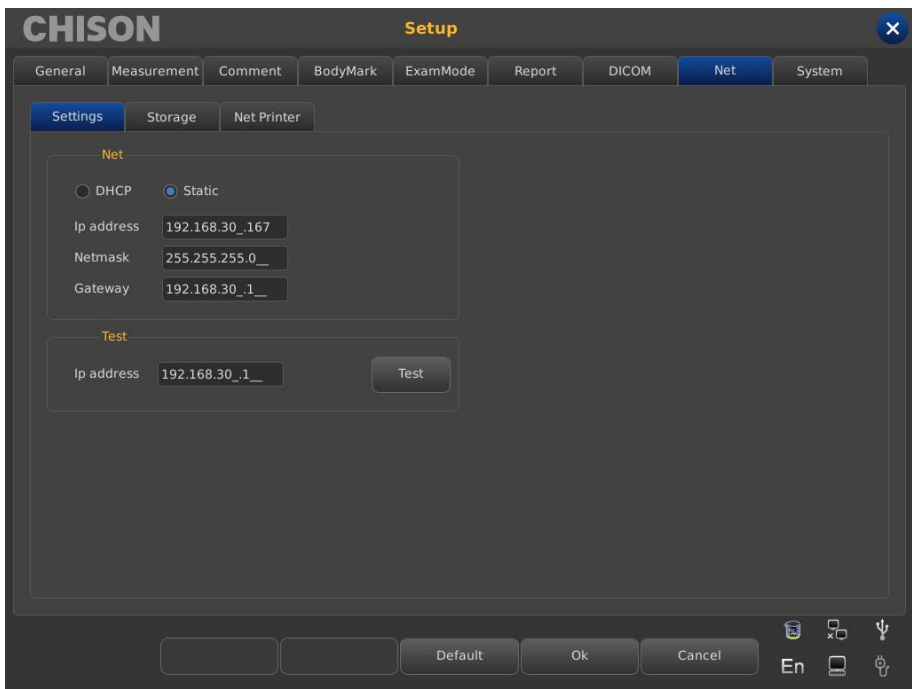 CHISON Setup
General Measurement Comment BodyMark ExamMode Report DICOM Net System
Settings Storage Net Printer
Net
DHCP Static
Ip address 192.168.30_.167
Netmask 255.255.255.0__
Gateway 192.168.30_.1__
Test
Ip address 192.168.30_.1__ Test
Default Ok Cancel
En